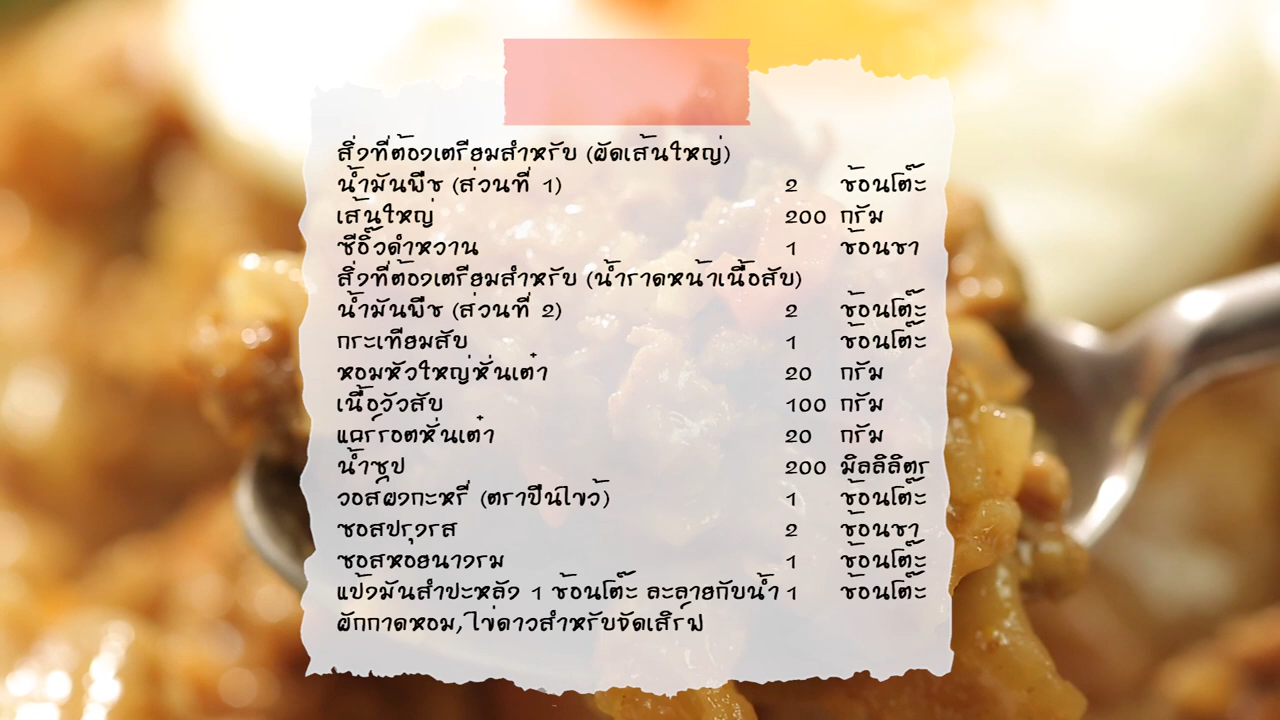 สิ่งที่ต้องเตรียมสำหรับ (ผัดเส้นใหญ่)
น้ำมันพืช (ส่วนที่ 1) 2 ช้อนโต๊ะ
เส้นใหญ่ 200 กรัม
ซีอิ๊วดำหวาน 1 ช้อนชา
สิ่งที่ต้องเตรียมสำหรับ (น้ำราดหน้าเนื้อสับ)
น้ำมันพืช (ส่วนที่ 2) 2 ช้อนโต๊ะ
กระเทียมสับ 1 ช้อนโต๊ะ
หอมหัวใหญ่หั่นเต๋า 20 กรัม
เนื้อวัวสับ 100 กรัม
แครร์รอตหั่นเต๋า 20 กรัม
น้ำซุป 200 มิลลิลิตร
วอสผงกะหรี่ (ตราปืนไขว้) 1 ช้อนโต๊ะ
ซอสปรุงรส 2 ช้อนชา
ซอสหอยนางรม 1 ช้อนโต๊ะ
แป้งมันสำปะหลัง 1 ช้อนโต๊ะ ละลายกับน้ำ 1 ช้อนโต๊ะ
ผักกาดหอม,ไข่ดาวสำหรับจัดเสิร์ฟ